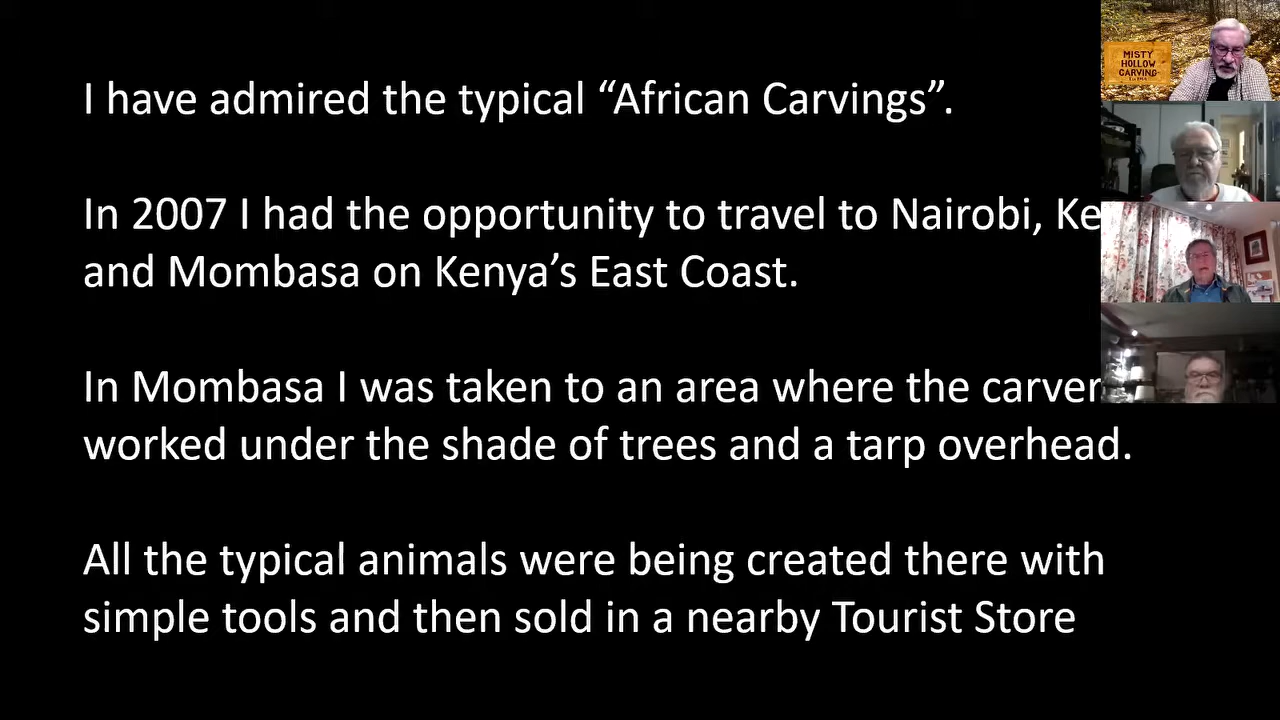 I have admired the typical “African Carvings”.
In 2007 I had the opportunity to travel to Nairobi,
and Mombasa on Kenya’s East Coast.
In Mombasa I was taken to an area where the
worked under the shade of trees and a tarp overhead.
All the typical animals were being created there with
simple tools and then sold in a nearby Tourist Store
MISTY
HOLLOW
CARVING